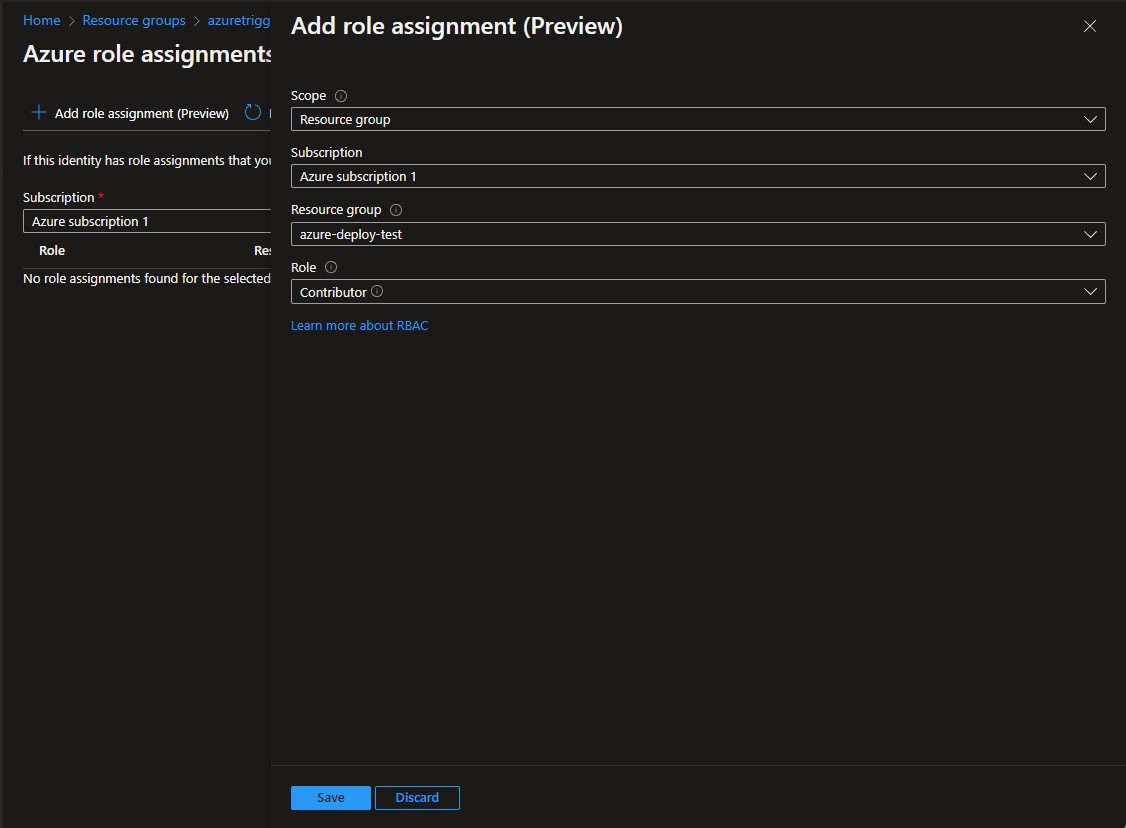 Home > Resource groups > azuretrigg
Azure role assignments
Add role assignment (Preview)
If this identity has role assignments that you
Subscription *
Azure subscription 1
Role
No role assignments found for the selected
Add role assignment (Preview)
Scope
Resource group
Subscription
Azure subscription 1
Resource group
azure-deploy-test
Role
Contributor
Learn more about RBAC
Save Discard